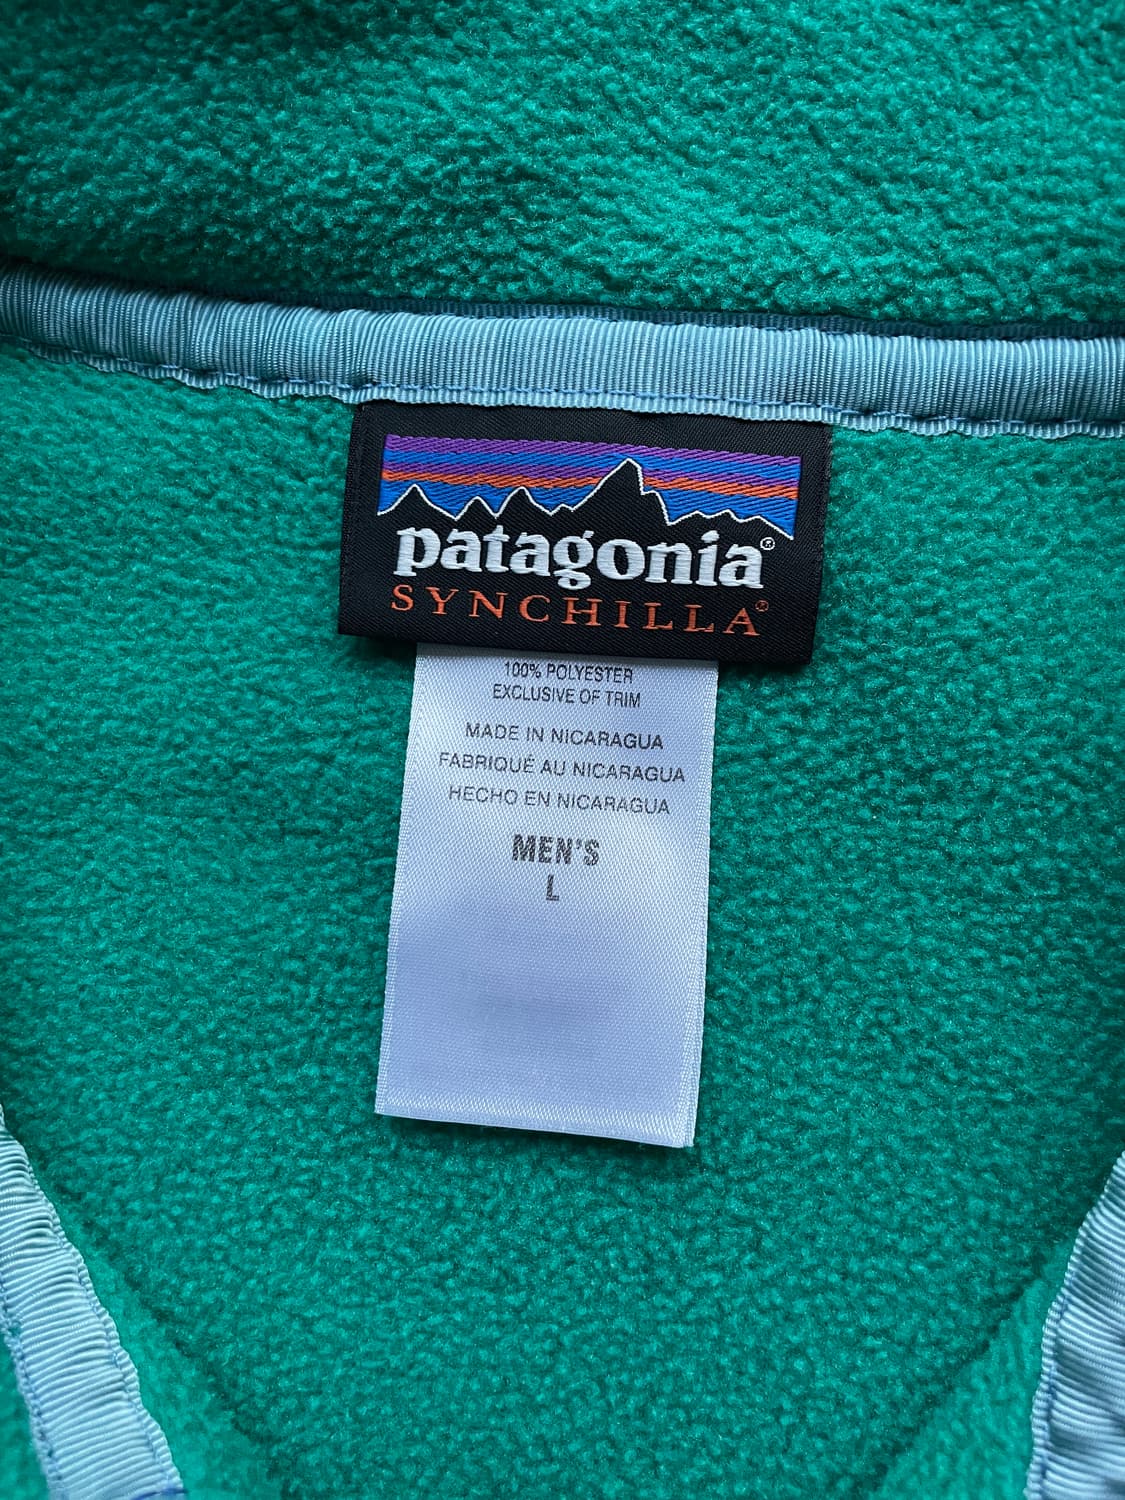 patagonia®
SYNCHILLA®
100% POLYESTER
EXCLUSIVE OF TRIM
MADE IN NICARAGUA
FABRIQUÉ AU NICARAGUA
HECHO EN NICARAGUA
MEN'S
L